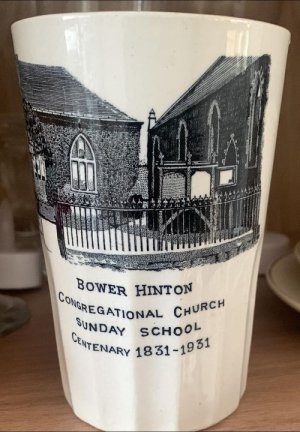 BOWER HINTON
CONGREGATIONAL CHURCH
SUNDAY SCHOOL
CENTENARY 1831-1931